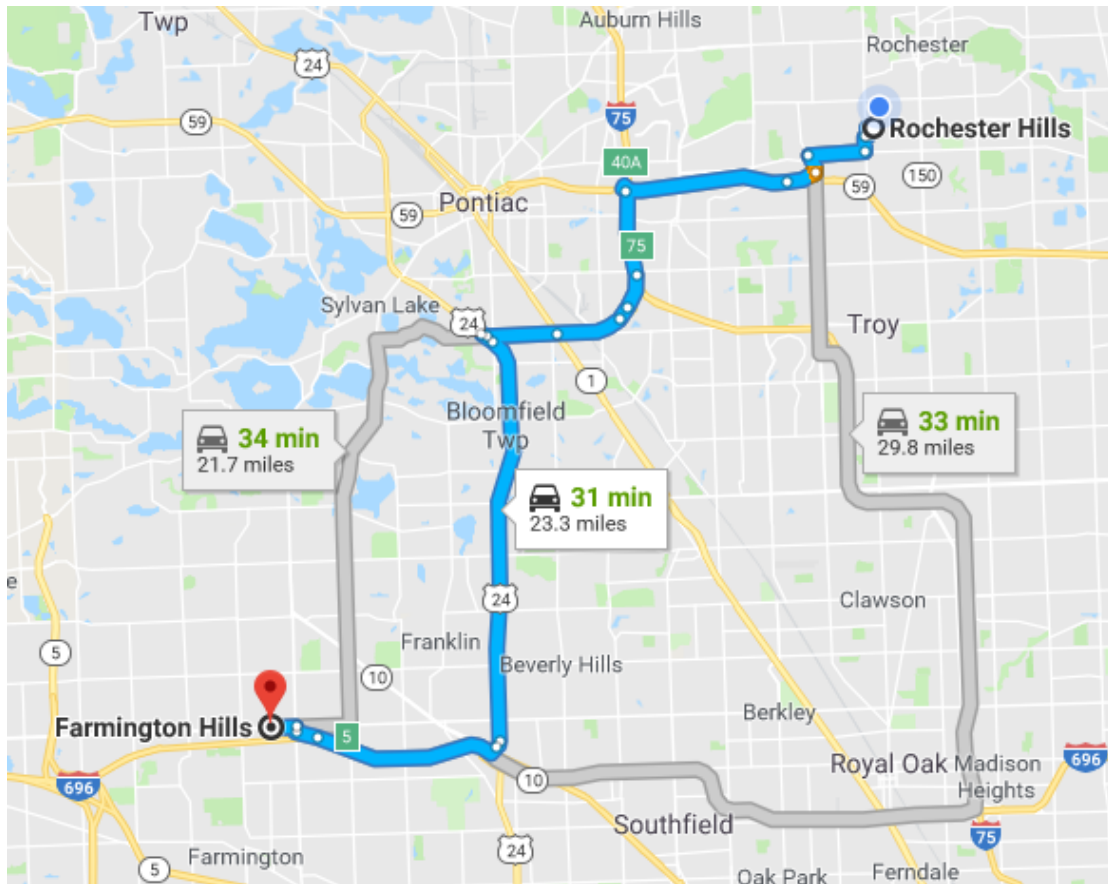 Twp
Auburn Hills
Rochester
24
75
59
Rochester Hills
40A
59
150
Pontiac
59
75
Sylvan Lake
24
Troy
1
Bloomfield
Twp
34 min
21.7 miles
33 min
29.8 miles
31 min
23.3 miles
e
24
Clawson
Franklin
5
Beverly Hills
10
Berkley
Farmington Hills
5
696
10
Royal Oak
Madison
Heights
696
Southfield
75
24
Farmington
5
Oak Park
Ferndale